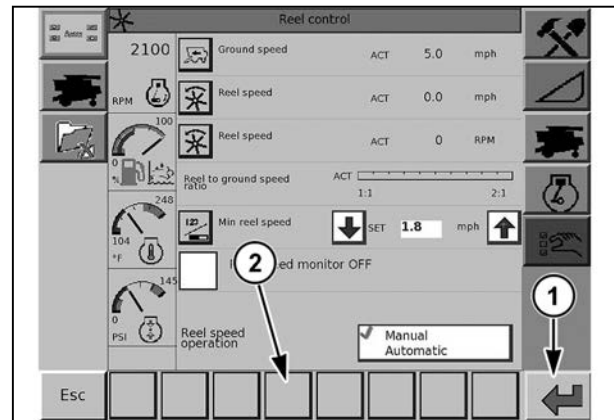 Reel control
2100
RPM
Ground speed
ACT
5.0
mph
Reel speed
ACT
0.0
mph
Reel speed
ACT
0
RPM
100
0
%
Reel to ground speed
ratio
ACT
1:1
2:1
248
104
°F
123
Min reel speed
SET
1.8
mph
ed monitor OFF
2
1
145
0
PSI
Reel speed
operation
Manual
Automatic
Esc